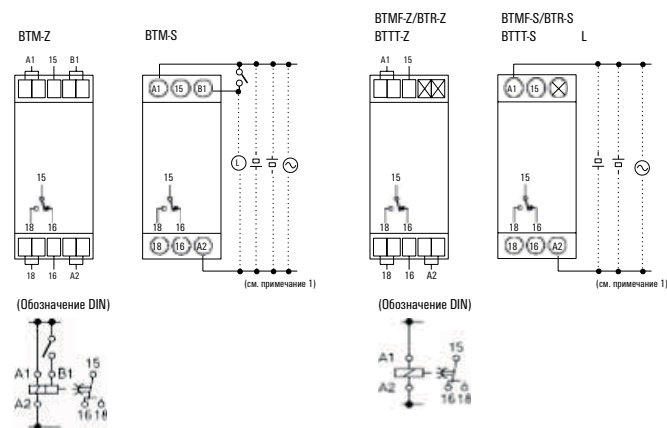 BTM-Z
BTM-S
BTMF-Z/BTR-Z
BTTT-Z
BTMF-S/BTR-S
BTTT-S L
A1 15 B1
A1 15 B1
L
15
18 16
18 16 A2
15
18 16
18 16 A2
(см. примечание 1)
A1 15
A1 15
15
18 16
18 16 A2
15
18 16
18 16 A2
(см. примечание 1)
(Обозначение DIN)
A1 B1 15
A2
16 18
(Обозначение DIN)
A1 15
A2
16 18